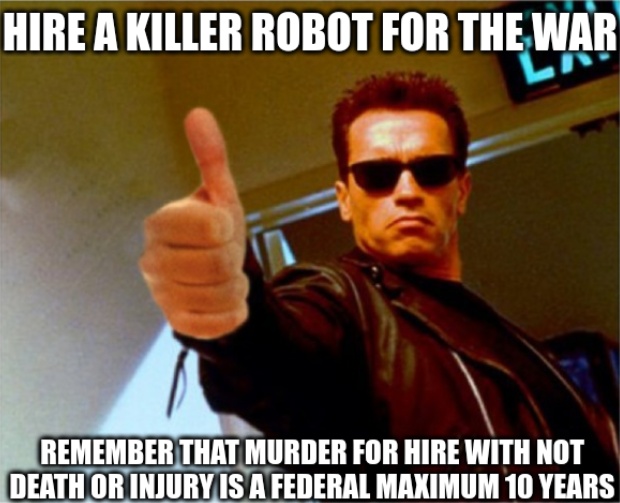 HIRE A KILLER ROBOT FOR THE WAR
REMEMBER THAT MURDER FOR HIRE WITH NOT
DEATH OR INJURY IS A FEDERAL MAXIMUM 10 YEARS